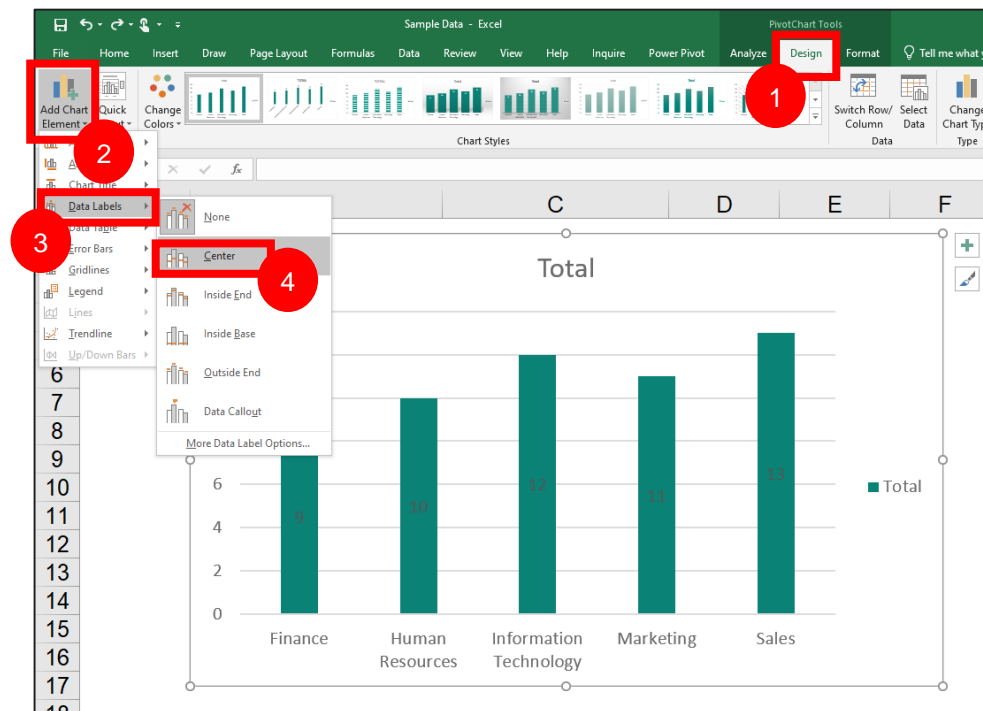 Sample Data - Excel
PivotChart Tools
File Home Insert Draw Page Layout Formulas Data Review View Help Inquire Power Pivot Analyze Design Format Tell me what
1
Add Chart Element
Quick
Change Colors
Chart Styles
Switch Row/ Column
Select Data
Data
Change
Chart
Type
2
fx
Chart Title
Data Labels
3
Data Table
Error Bars
Gridlines
Legend
Lines
Trendline
Up/Down Bars
None
Center
4
Inside End
Inside Base
Outside End
Data Callout
More Data Label Options...
C D E F
6
7
8
9
10
11
12
13
14
15
16
17
Total
6
4
2
0
9
10
12
11
13
Total
Finance
Human Resources
Information Technology
Marketing
Sales